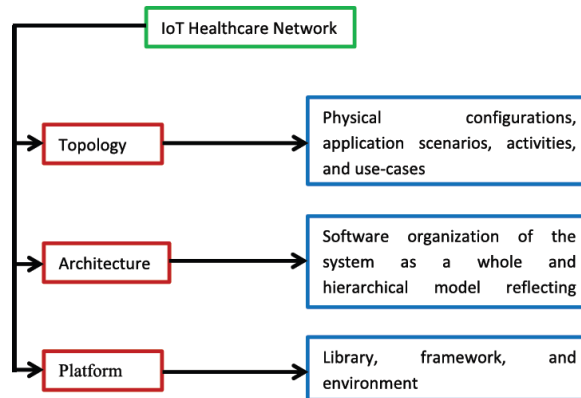 IoT Healthcare Network
Topology
Physical configurations,
application scenarios, activities,
and use-cases
Architecture
Software organization of the
system as a whole and
hierarchical model reflecting
Platform
Library, framework, and
environment